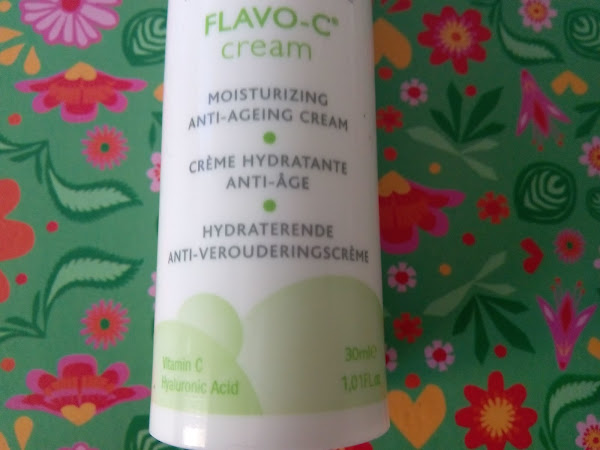 FLAVO-C®
cream
MOISTURIZING
ANTI-AGEING CREAM
CRÈME HYDRATANTE
ANTI-ÂGE
HYDRATERENDE
ANTI-VEROUDERINGSCRÈME
Vitamin C
Hyaluronic Acid
30ml℮
1,01Fl.oz